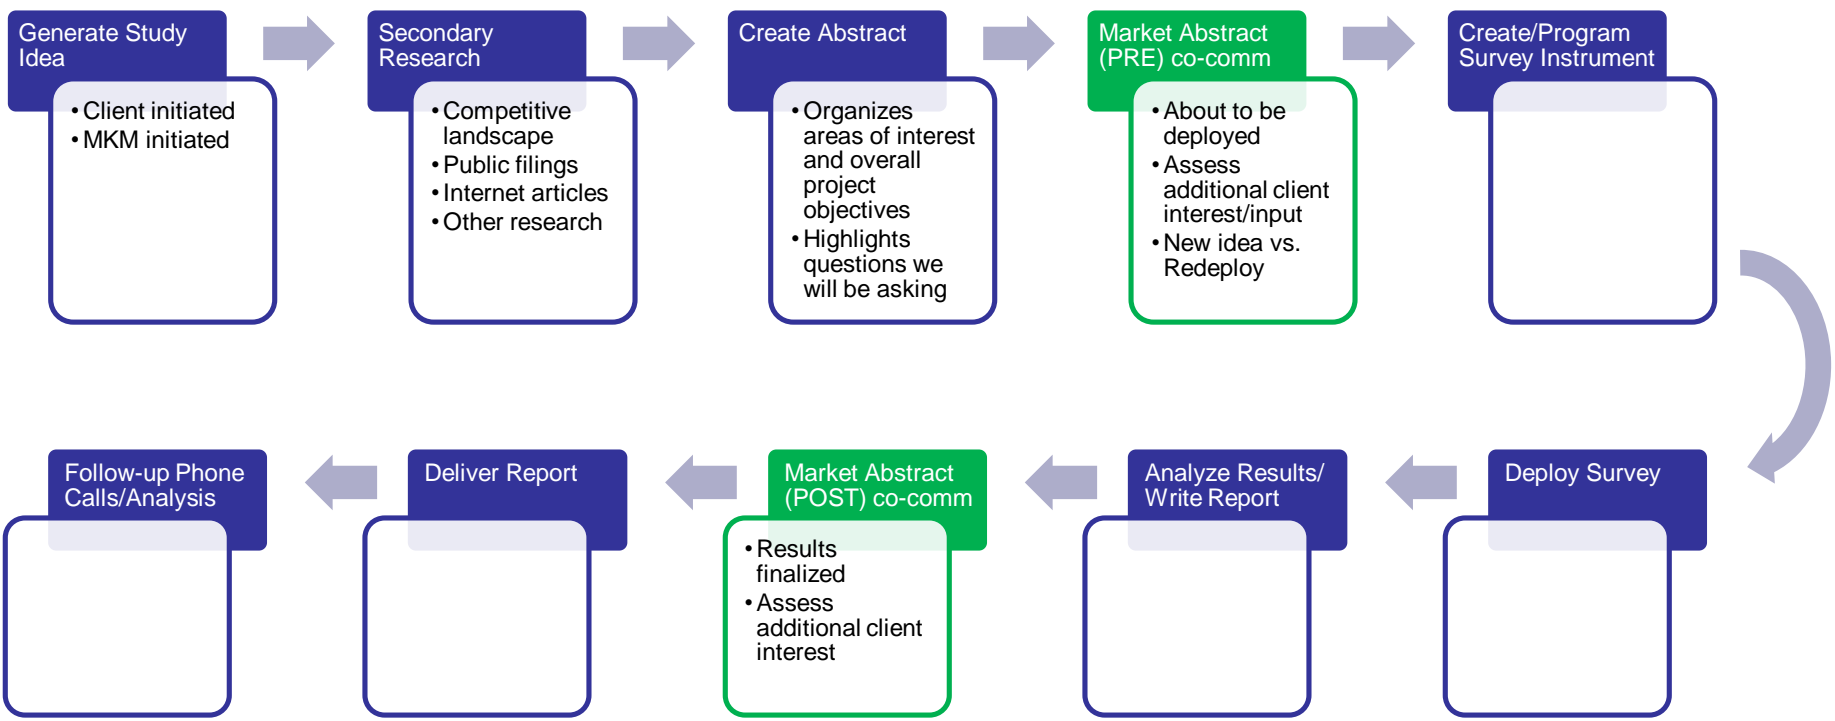 Generate Study
Idea
• Client initiated
• MKM initiated
Secondary
Research
• Competitive
landscape
• Public filings
• Internet articles
• Other research
Create Abstract
• Organizes
areas of interest
and overall
project
objectives
• Highlights
questions we
will be asking
Market Abstract
(PRE) co-comm
• About to be
deployed
• Assess
additional client
interest/input
• New idea vs.
Redeploy
Create/Program
Survey Instrument
Deploy Survey
Analyze Results/
Write Report
Market Abstract
(POST) co-comm
• Results
finalized
• Assess
additional client
interest
Deliver Report
Follow-up Phone
Calls/Analysis